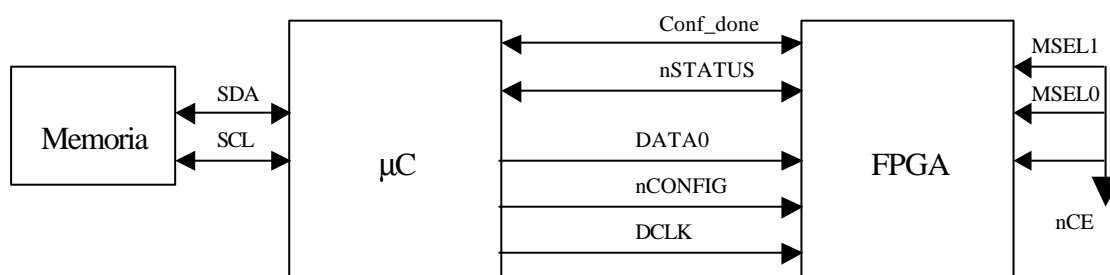 Conf_done
MSEL1
nSTATUS
SDA
MSEL0
Memoria
SCL
DATA0
µC
FPGA
nCONFIG
nCE
DCLK